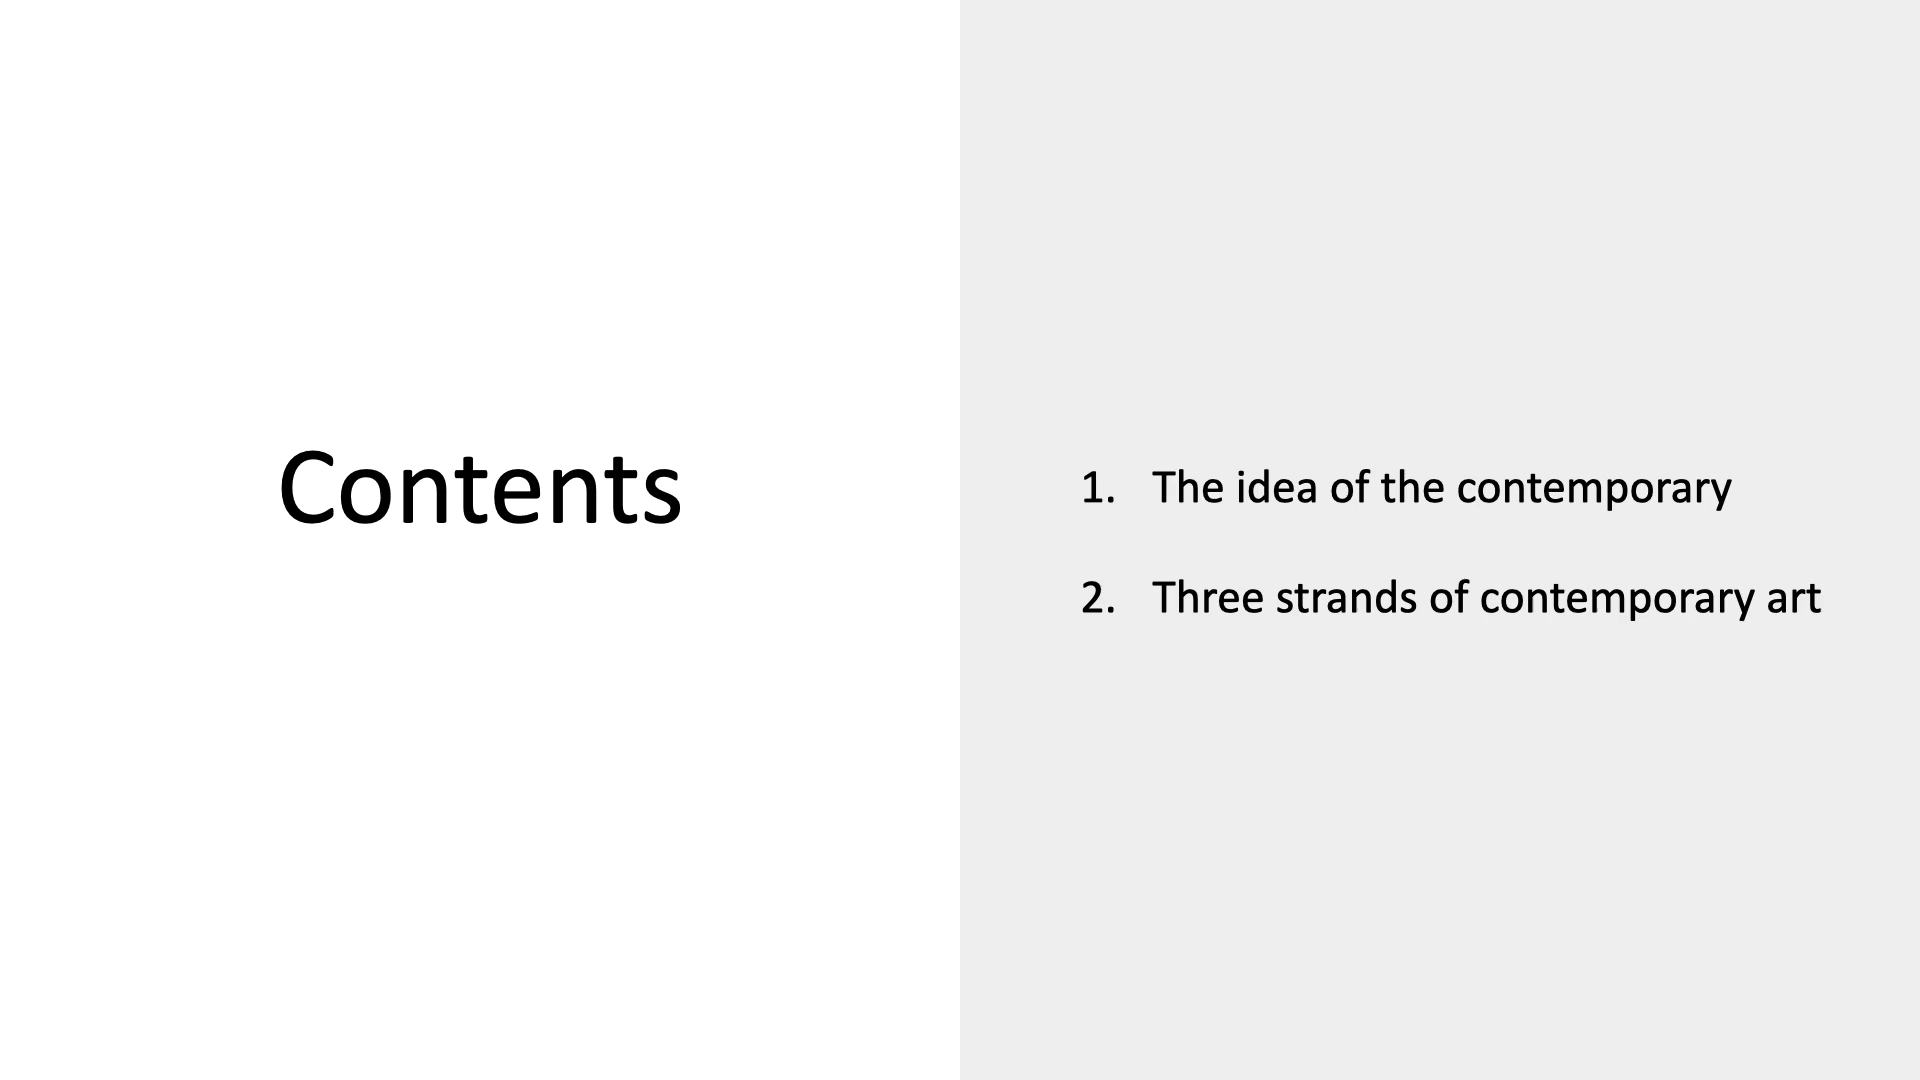 Contents
1. The idea of the contemporary
2. Three strands of contemporary art